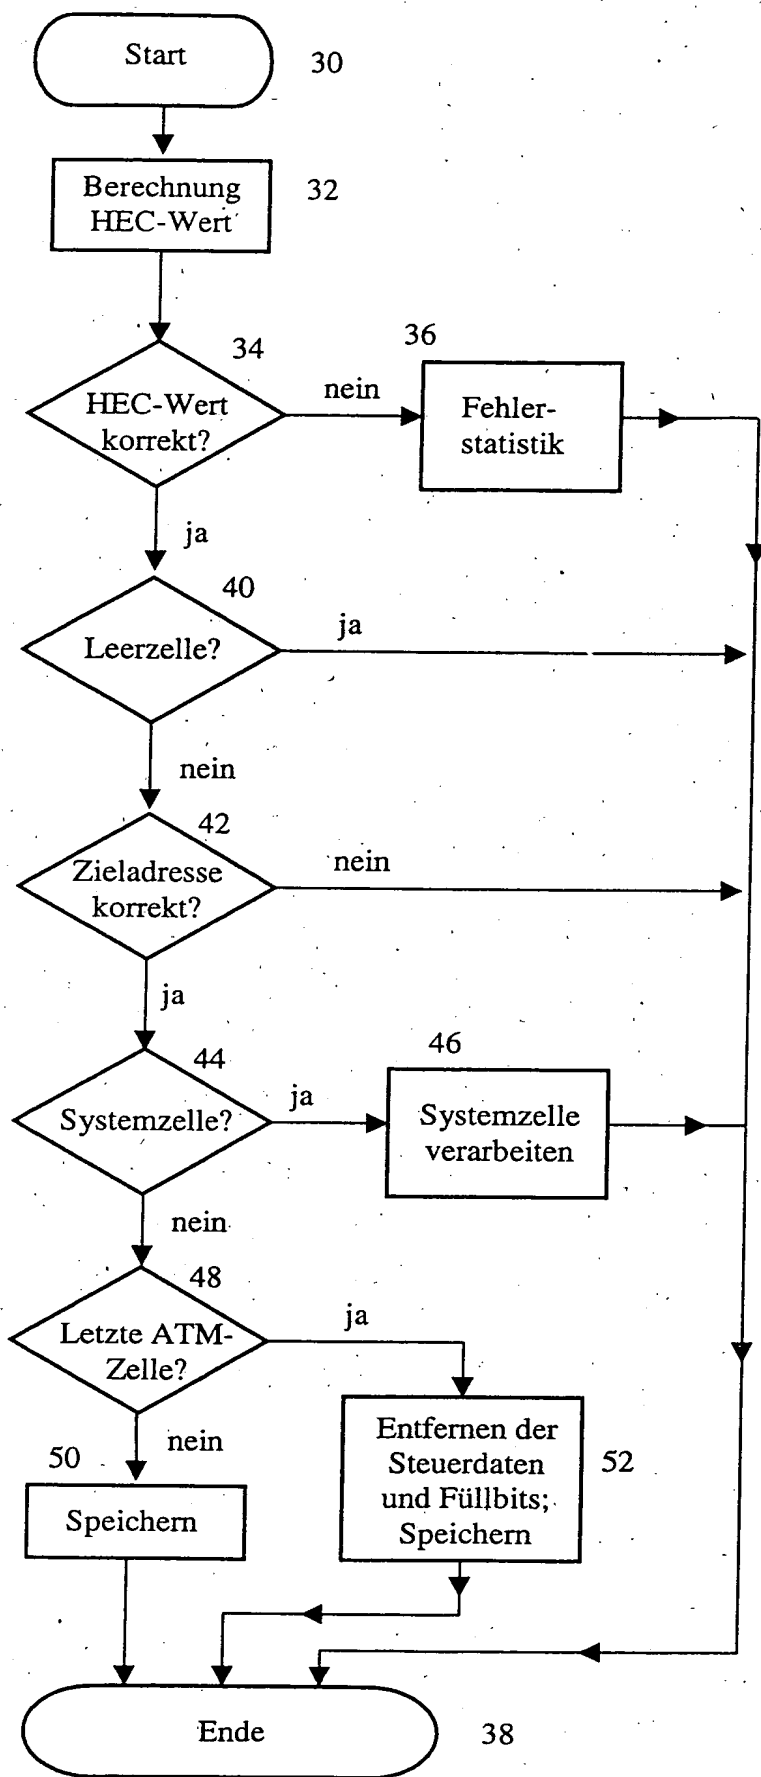 Start
30
Berechnung
HEC-Wert
32
34
HEC-Wert
korrekt?
nein
36
Fehler-
statistik
ja
40
Leerzelle?
ja
nein
42
Zieladresse
korrekt?
nein
ja
44
Systemzelle?
ja
46
Systemzelle
verarbeiten
nein
48
Letzte ATM-
Zelle?
ja
nein
50
Speichern
Entfernen der
Steuerdaten
und Füllbits;
Speichern
52
Ende
38